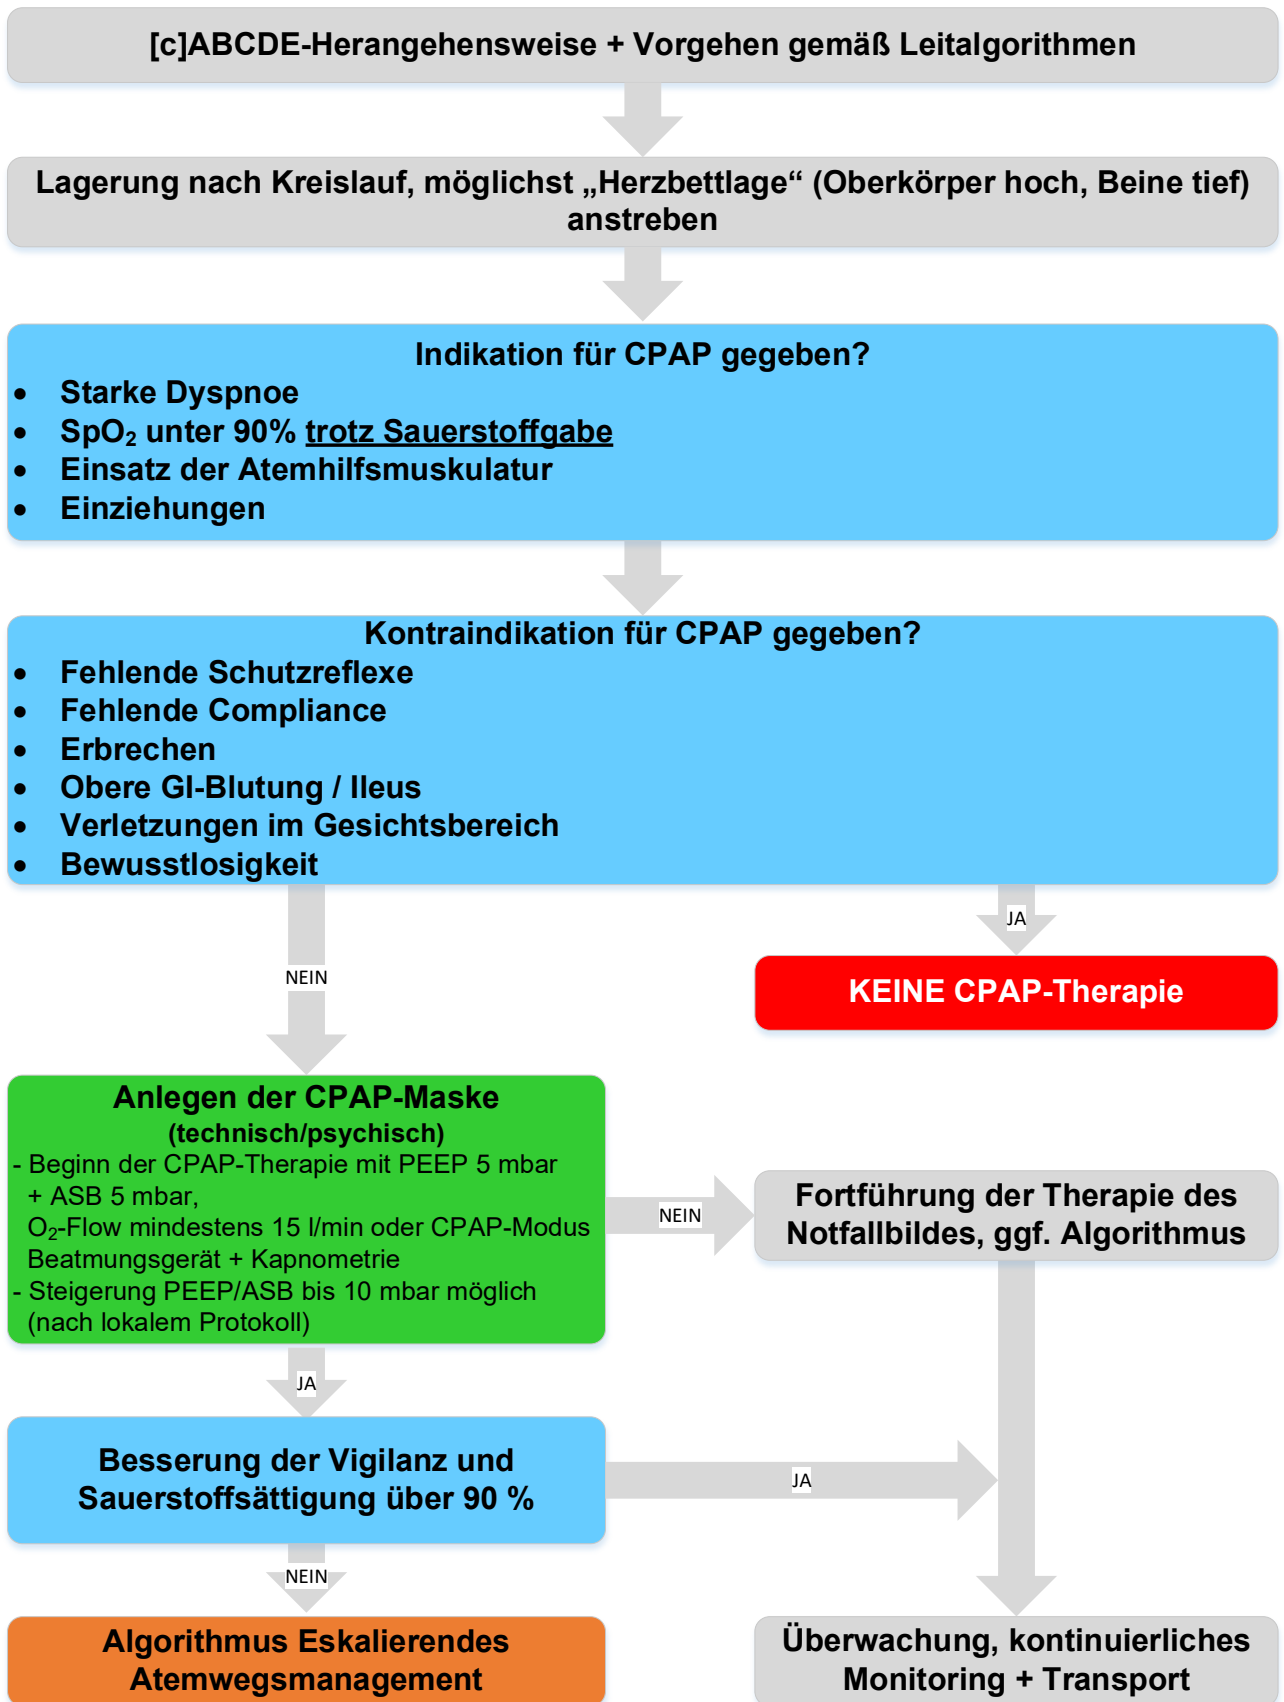 [c]ABCDE-Herangehensweise + Vorgehen gemäß Leitalgorithmen
Lagerung nach Kreislauf, möglichst „Herzbettlage“ (Oberkörper hoch, Beine tief)
anstreben
Indikation für CPAP gegeben?
• Starke Dyspnoe
• SpO₂ unter 90% trotz Sauerstoffgabe
• Einsatz der Atemhilfsmuskulatur
• Einziehungen
Kontraindikation für CPAP gegeben?
• Fehlende Schutzreflexe
• Fehlende Compliance
• Erbrechen
• Obere GI-Blutung / Ileus
• Verletzungen im Gesichtsbereich
• Bewusstlosigkeit
JA
NEIN
KEINE CPAP-Therapie
Anlegen der CPAP-Maske
(technisch/psychisch)
- Beginn der CPAP-Therapie mit PEEP 5 mbar
+ ASB 5 mbar,
O₂-Flow mindestens 15 l/min oder CPAP-Modus
Beatmungsgerät + Kapnometrie
- Steigerung PEEP/ASB bis 10 mbar möglich
(nach lokalem Protokoll)
NEIN
Fortführung der Therapie des
Notfallbildes, ggf. Algorithmus
JA
Besserung der Vigilanz und
Sauerstoffsättigung über 90 %
JA
NEIN
Algorithmus Eskalierendes
Atemwegsmanagement
Überwachung, kontinuierliches
Monitoring + Transport